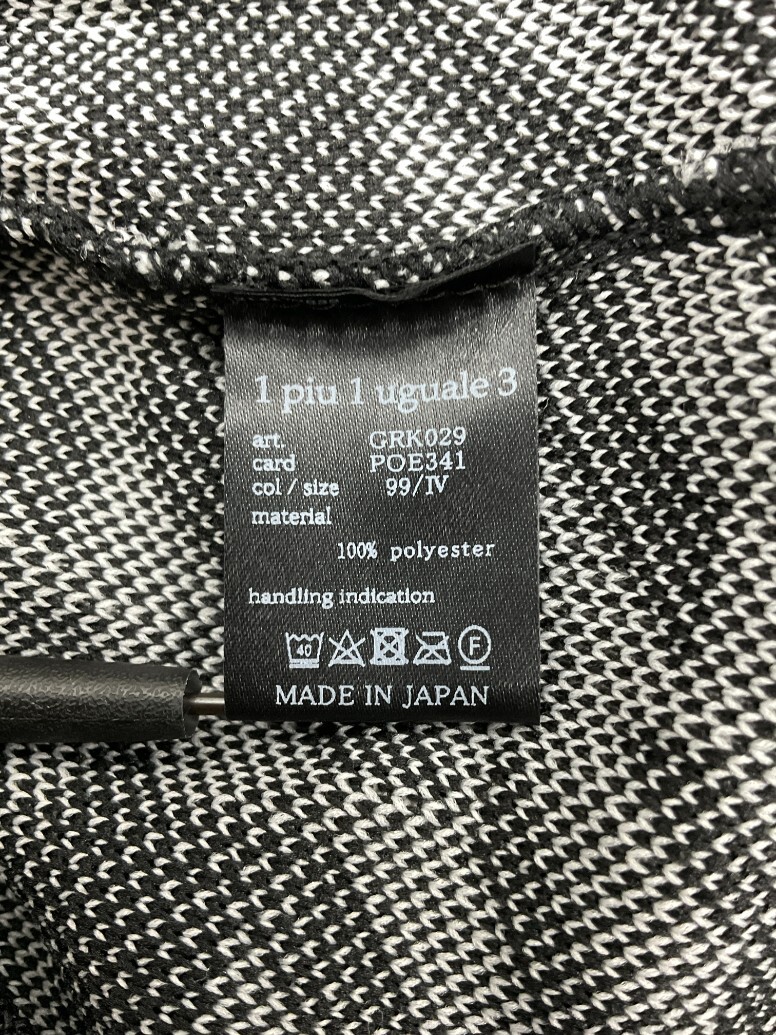 1 piu 1 uguale 3
art. GRK029
card POE341
col / size 99/IV
material
100% polyester
handling indication
40 F
MADE IN JAPAN